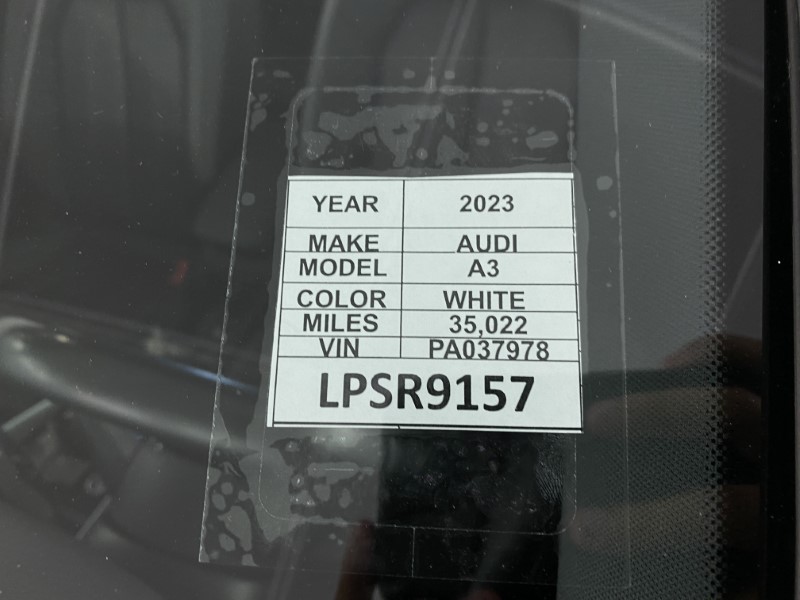 YEAR 2023
MAKE AUDI
MODEL A3
COLOR WHITE
MILES 35,022
VIN PA037978
LPSR9157